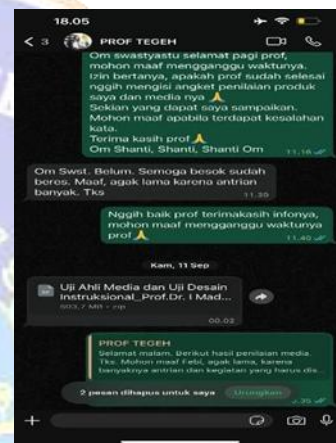 18.05
3 PROF TEGEH
Om swastyastu selamat pagi prof,
mohon maaf mengganggu waktunya.
Izin bertanya, apakah prof sudah selesai
nggih mengisi angket penilaian produk
saya dan media nya 🙏
Sekian yang dapat saya sampaikan.
Mohon maaf apabila terdapat kesalahan
kata.
Terima kasih prof 🙏
Om Shanti, Shanti, Shanti Om 11.16
Om Swst. Belum. Semoga besok sudah
beres. Maaf, agak lama karena antrian
banyak. Tks 11.39
Nggih baik prof terimakasih infonya,
mohon maaf mengganggu waktunya
prof 🙏 11.40
Kam, 11 Sep
Uji Ahli Media dan Uji Desain
Instruksional_Prof.Dr. I Mad...
603,7 MB • zip
00.02
PROF TEGEH
Selamat malam. Berikut hasil penilaian media.
Tks. Mohon maaf Febi, agak lama, karena
banyaknya antrian dan kegiatan yang harus dis...
2 pesan dihapus untuk saya Urungkan